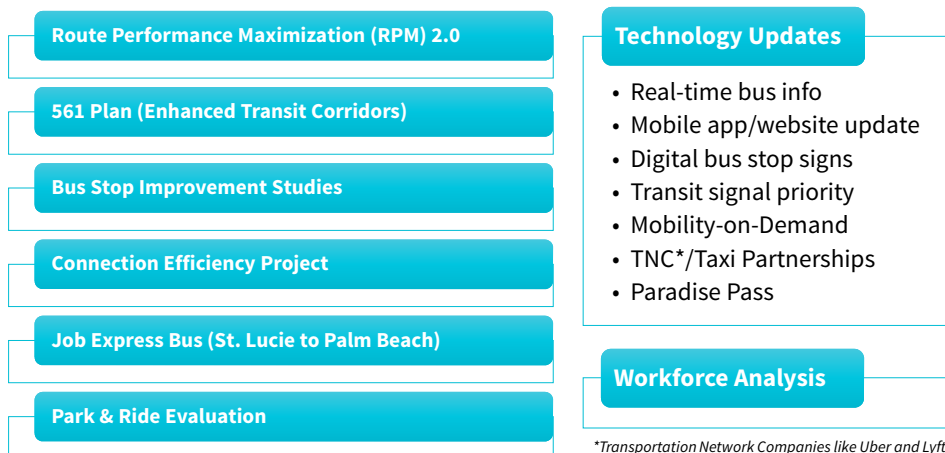 Route Performance Maximization (RPM) 2.0
561 Plan (Enhanced Transit Corridors)
Bus Stop Improvement Studies
Connection Efficiency Project
Job Express Bus (St. Lucie to Palm Beach)
Park & Ride Evaluation
Technology Updates
• Real-time bus info
• Mobile app/website update
• Digital bus stop signs
• Transit signal priority
• Mobility-on-Demand
• TNC*/Taxi Partnerships
• Paradise Pass
Workforce Analysis
*Transportation Network Companies like Uber and Lyft